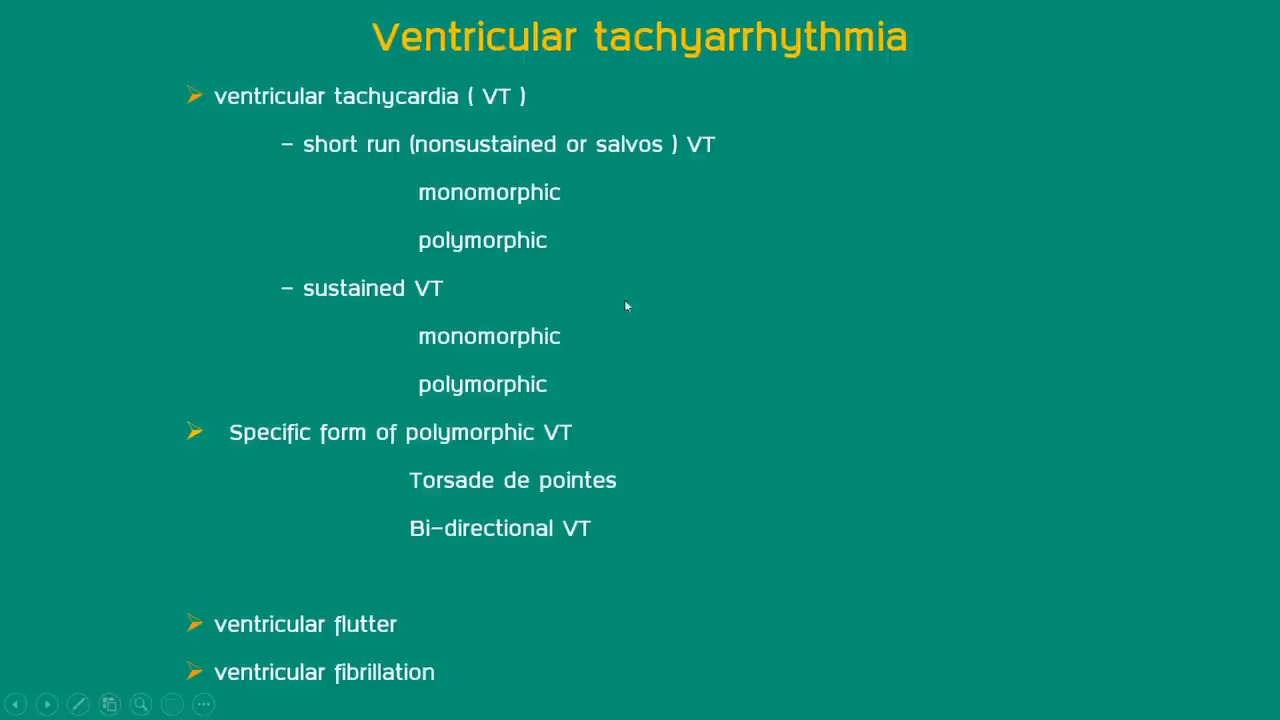 Ventricular tachyarrhythmia
ventricular tachycardia ( VT )
- short run (nonsustained or salvos ) VT
monomorphic
polymorphic
- sustained VT
monomorphic
polymorphic
Specific form of polymorphic VT
Torsade de pointes
Bi-directional VT
ventricular flutter
ventricular fibrillation